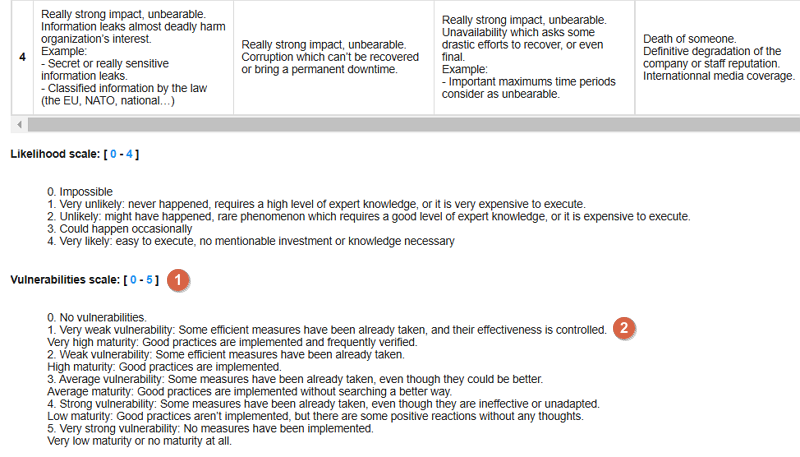 4
Really strong impact, unbearable.
Information leaks almost deadly harm
organization's interest.
Example:
- Secret or really sensitive
information leaks.
- Classified information by the law
(the EU, NATO, national...)
Really strong impact, unbearable.
Corruption which can't be recovered
or bring a permanent downtime.
Really strong impact, unbearable.
Unavailability which asks some
drastic efforts to recover, or even
final.
Example:
- Important maximums time periods
consider as unbearable.
Death of someone.
Definitive degradation of the
company or staff reputation.
Internationnal media coverage.
Likelihood scale: [ 0 - 4 ]
0. Impossible
1. Very unlikely: never happened, requires a high level of expert knowledge, or it is very expensive to execute.
2. Unlikely: might have happened, rare phenomenon which requires a good level of expert knowledge, or it is expensive to execute.
3. Could happen occasionally
4. Very likely: easy to execute, no mentionable investment or knowledge necessary
Vulnerabilities scale: [ 0 - 5 ] 1
0. No vulnerabilities.
1. Very weak vulnerability: Some efficient measures have been already taken, and their effectiveness is controlled. 2
Very high maturity: Good practices are implemented and frequently verified.
2. Weak vulnerability: Some efficient measures have been already taken.
High maturity: Good practices are implemented.
3. Average vulnerability: Some measures have been already taken, even though they could be better.
Average maturity: Good practices are implemented without searching a better way.
4. Strong vulnerability: Some measures have been already taken, even though they are ineffective or unadapted.
Low maturity: Good practices aren't implemented, but there are some positive reactions without any thoughts.
5. Very strong vulnerability: No measures have been implemented.
Very low maturity or no maturity at all.